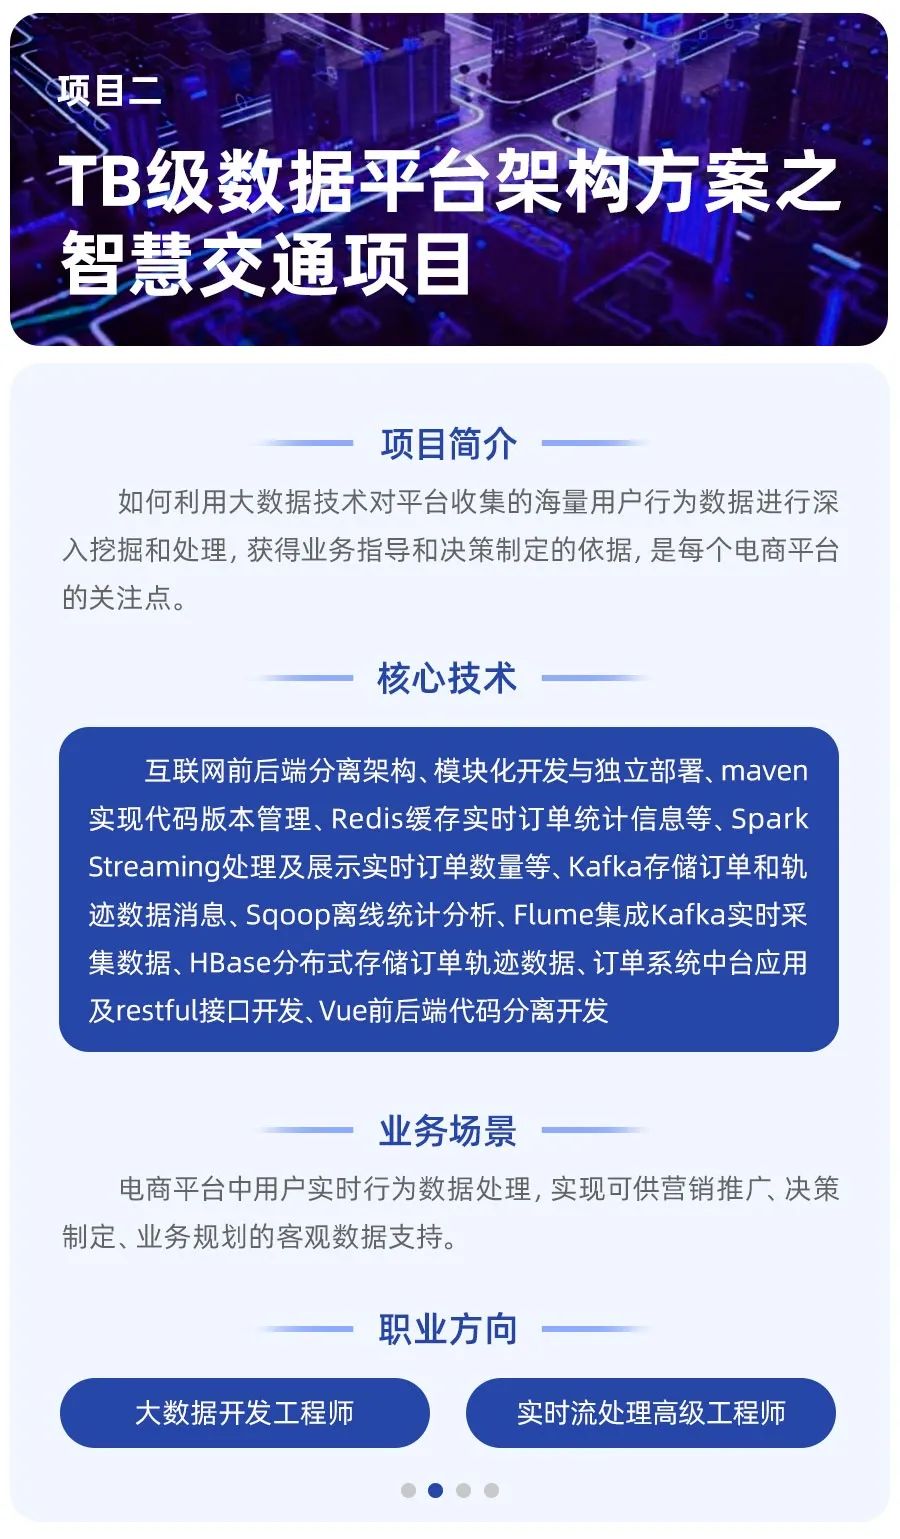 项目二
TB级数据平台架构方案之
智慧交通项目
项目简介
如何利用大数据技术对平台收集的海量用户行为数据进行深
入挖掘和处理, 获得业务指导和决策制定的依据, 是每个电商平台
的关注点。
核心技术
互联网前后端分离架构、模块化开发与独立部署、maven
实现代码版本管理、Redis缓存实时订单统计信息等、Spark
Streaming处理及展示实时订单数量等、Kafka存储订单和轨
迹数据消息、Sqoop离线统计分析、Flume集成Kafka实时采
集数据、HBase分布式存储订单轨迹数据、订单系统中台应用
及restful接口开发、Vue前后端代码分离开发
业务场景
电商平台中用户实时行为数据处理, 实现可供营销推广、决策
制定、业务规划的客观数据支持。
职业方向
大数据开发工程师
实时流处理高级工程师